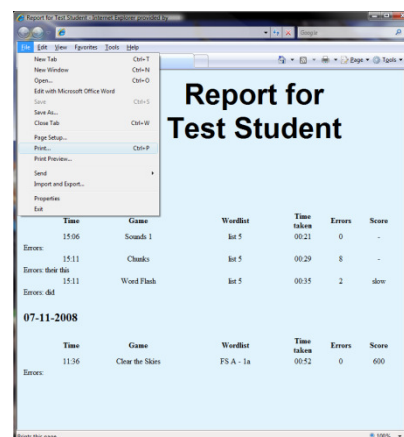 Report for Test Student - Internet Explorer provided by
Google
File Edit View Favorites Tools Help
Page Tools
New Tab Ctrl+T
New Window Ctrl+N
Open... Ctrl+O
Edit with Microsoft Office Word
Save Ctrl+S
Save As...
Close Tab Ctrl+W
Page Setup...
Print... Ctrl+P
Print Preview...
Send
Import and Export...
Properties
Exit
Report for
Test Student
Time Game Wordlist Time taken Errors Score
15:06 Sounds 1 list 5 00:21 0 -
Errors:
15:11 Chunks list 5 00:29 8 -
Errors: their this
15:11 Word Flash list 5 00:35 2 slow
Errors: did
07-11-2008
Time Game Wordlist Time taken Errors Score
11:36 Clear the Skies FS A - 1a 00:52 0 600
Errors:
Prints this page. 100%